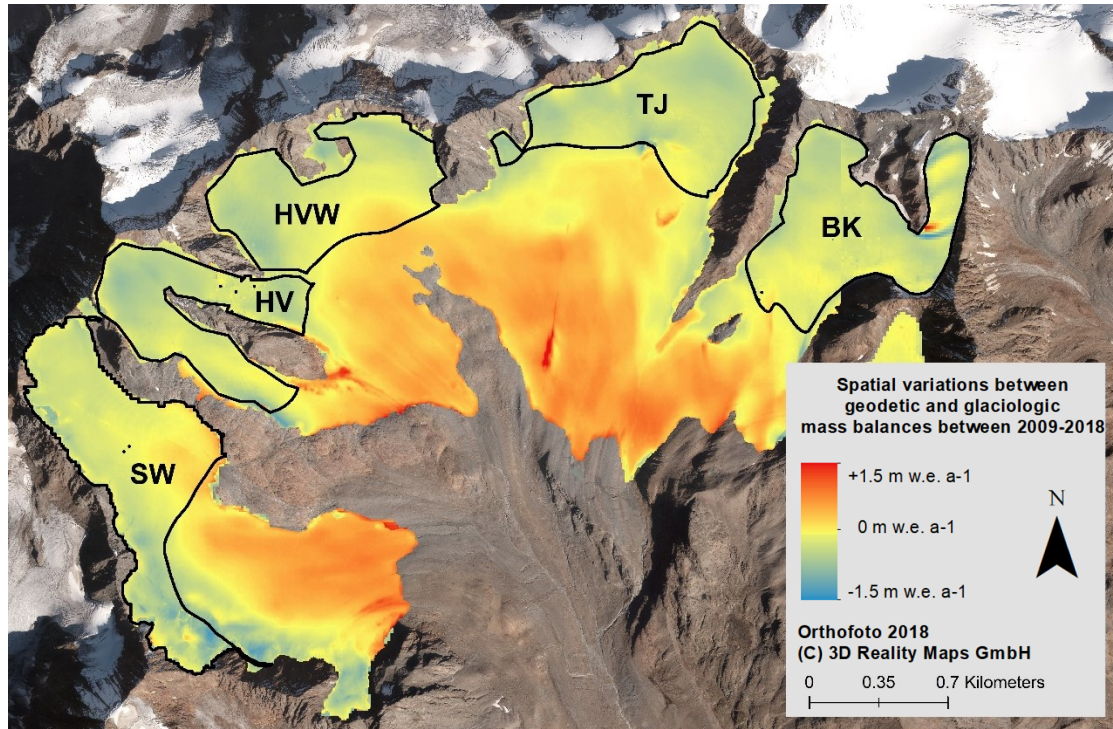 TJ
HVW
BK
HV
SW
Spatial variations between
geodetic and glaciologic
mass balances between 2009-2018
+1.5 m w.e. a-1
0 m w.e. a-1
-1.5 m w.e. a-1
N
Orthofoto 2018
(C) 3D Reality Maps GmbH
0 0.35 0.7 Kilometers